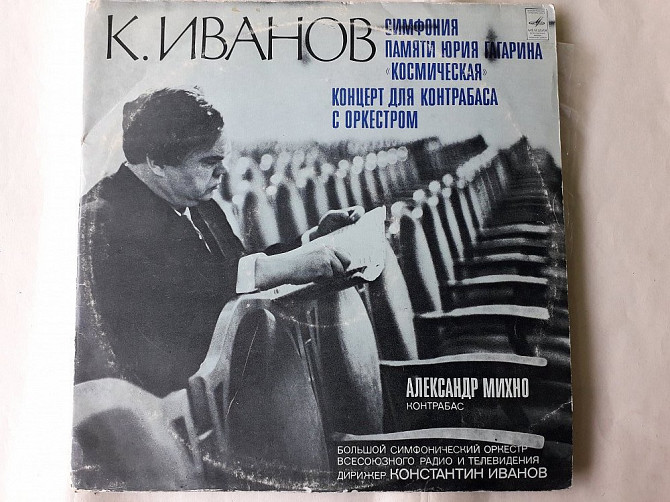 К. ИВАНОВ
СИМФОНИЯ
ПАМЯТИ ЮРИЯ ГАГАРИНА
«КОСМИЧЕСКАЯ»
КОНЦЕРТ ДЛЯ КОНТРАБАСА
С ОРКЕСТРОМ
АЛЕКСАНДР МИХНО
КОНТРАБАС
БОЛЬШОЙ СИМФОНИЧЕСКИЙ ОРКЕСТР
ВСЕСОЮЗНОГО РАДИО И ТЕЛЕВИДЕНИЯ
ДИРИЖЕР КОНСТАНТИН ИВАНОВ